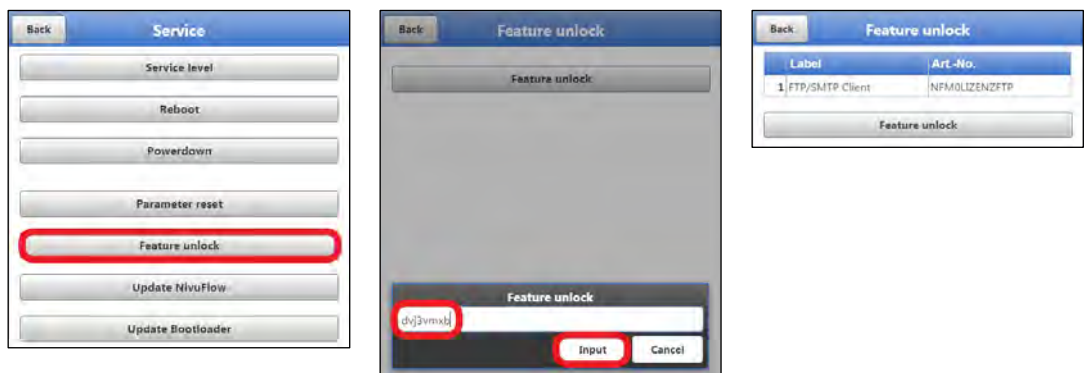 Back Service
Service level
Reboot
Powerdown
Parameter reset
Feature unlock
Update NivuFlow
Update Bootloader
Back Feature unlock
Feature unlock
Feature unlock
dvj3vmxb
Input Cancel
Back Feature unlock
Label Art.-No.
1 FTP/SMTP Client NFM0LIZENZFTP
Feature unlock